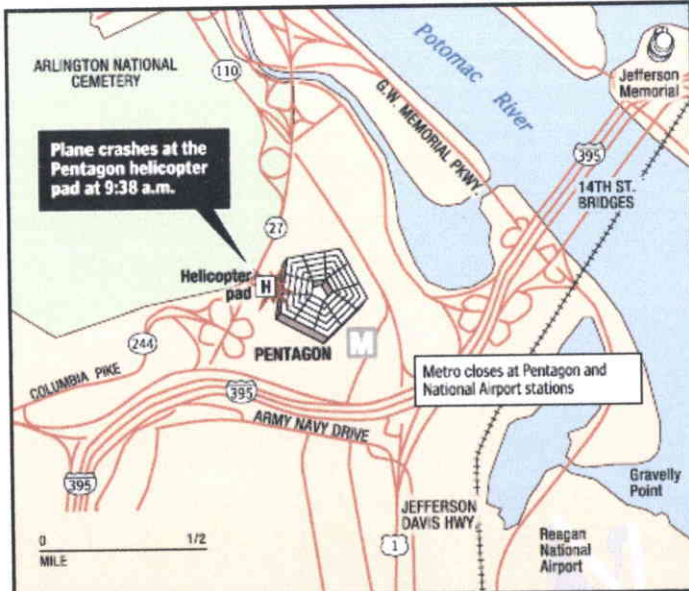 ARLINGTON NATIONAL
CEMETERY
110
Potomac
River
Jefferson
Memorial
G.W. MEMORIAL PKWY.
395
Plane crashes at the
Pentagon helicopter
pad at 9:38 a.m.
14TH ST.
BRIDGES
27
Helicopter
pad
H
PENTAGON
M
244
COLUMBIA PIKE
395
Metro closes at Pentagon and
National Airport stations
ARMY NAVY DRIVE
395
JEFFERSON
DAVIS HWY.
Gravelly
Point
0 1/2
MILE
1
Reagan
National
Airport